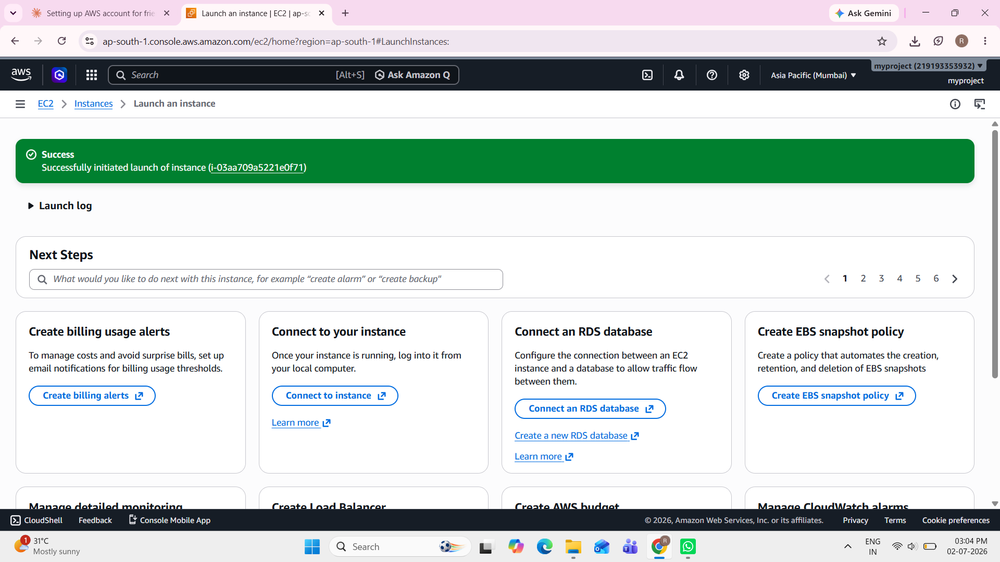 Setting up AWS account for frie
Launch an instance | EC2 | ap-so
Ask Gemini
ap-south-1.console.aws.amazon.com/ec2/home?region=ap-south-1#LaunchInstances:
R
aws
Search
[Alt+S]
Ask Amazon Q
Asia Pacific (Mumbai)
myproject (219193353932)
myproject
EC2
Instances
Launch an instance
Success
Successfully initiated launch of instance (i-03aa709a5221e0f71)
Launch log
Next Steps
What would you like to do next with this instance, for example “create alarm” or “create backup"
1 2 3 4 5 6
Create billing usage alerts
To manage costs and avoid surprise bills, set up
email notifications for billing usage thresholds.
Create billing alerts
Connect to your instance
Once your instance is running, log into it from
your local computer.
Connect to instance
Learn more
Connect an RDS database
Configure the connection between an EC2
instance and a database to allow traffic flow
between them.
Connect an RDS database
Create a new RDS database
Learn more
Create EBS snapshot policy
Create a policy that automates the creation,
retention, and deletion of EBS snapshots
Create EBS snapshot policy
Manage detailed monitoring
Create Load Balancer
Create AWS budget
Manage CloudWatch alarms
CloudShell
Feedback
Console Mobile App
© 2026, Amazon Web Services, Inc. or its affiliates.
Privacy
Terms
Cookie preferences
1
31°C
Mostly sunny
Search
R
ENG
IN
03:04 PM
02-07-2026